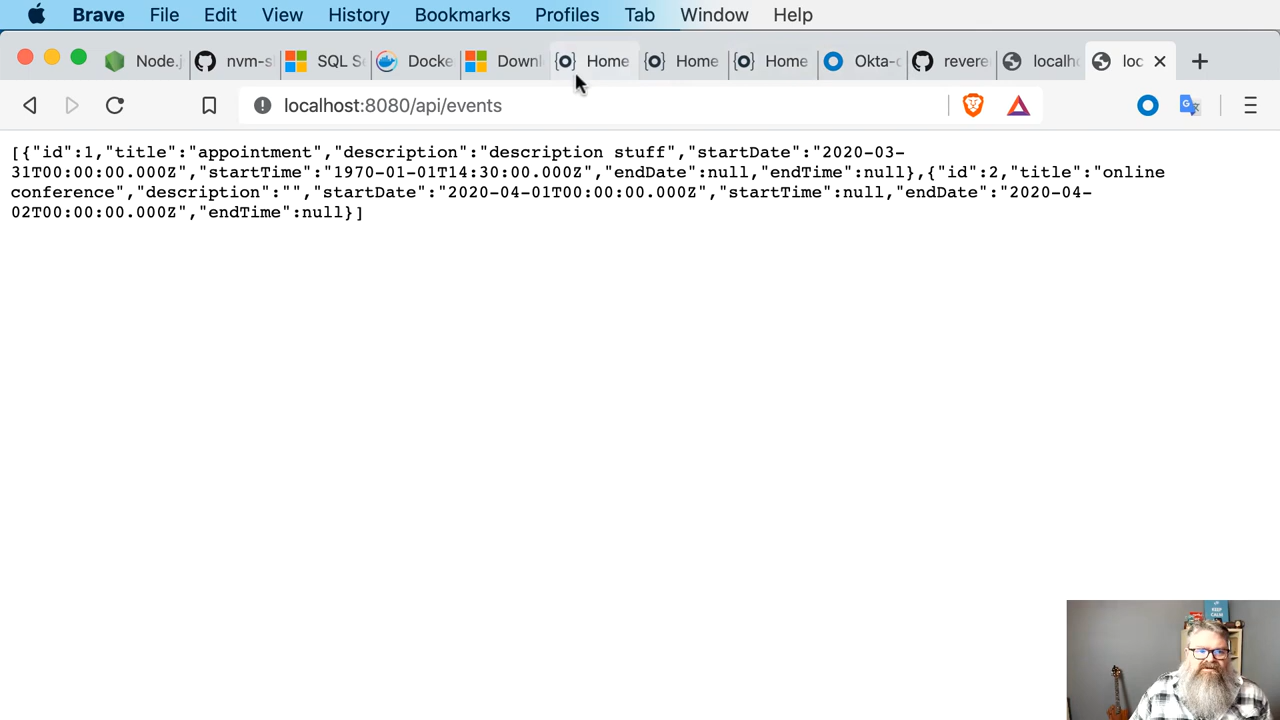 Brave File Edit View History Bookmarks Profiles Tab Window Help
Node.j nvm-s SQL S Docke Downl Home Home Home Okta- revere localho loc
localhost:8080/api/events
[{"id":1,"title":"appointment","description":"description stuff","startDate":"2020-03-
31T00:00:00.000Z","startTime":"1970-01-01T14:30:00.000Z","endDate":null,"endTime":null},{"id":2,"title":"online
conference","description":"","startDate":"2020-04-01T00:00:00.000Z","startTime":null,"endDate":"2020-04-
02T00:00:00.000Z","endTime":null}]
KEEP
CALM